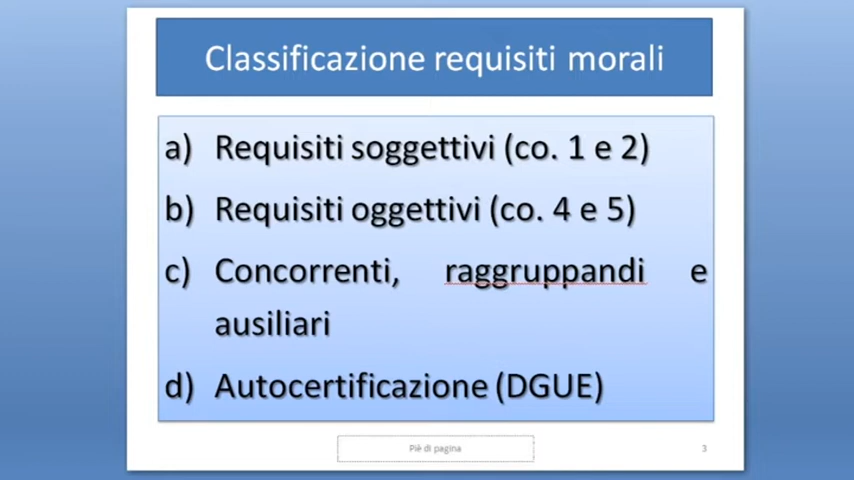 Classificazione requisiti morali
a) Requisiti soggettivi (co. 1 e 2)
b) Requisiti oggettivi (co. 4 e 5)
c) Concorrenti, raggruppandi e
ausiliari
d) Autocertificazione (DGUE)
Piè di pagina
3